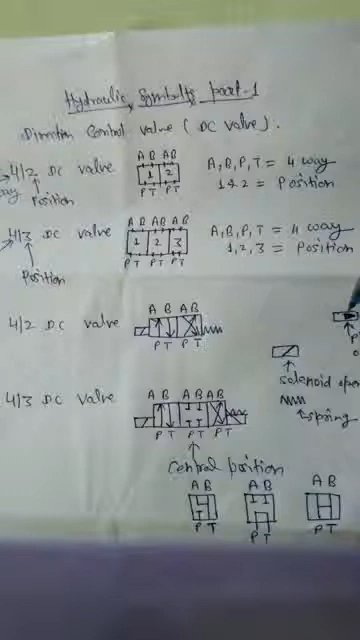 Hydraulic Symbols part-1
Direction Control valve (DC valve).
4/2 DC valve
A B A B
1 2
P T P T
A, B, P, T = 4 way
1 & 2 = Position
way
Position
4/3 DC valve
A B A B A B
1 2 3
P T P T P T
A, B, P, T = 4 way
1, 2, 3 = Position
Position
4/2 DC valve
A B A B
P T P T
4/3 DC valve
A B A B A B
P T P T P T
solenoid
spring
Central position
A B
P T
A B
P T
A B
P T